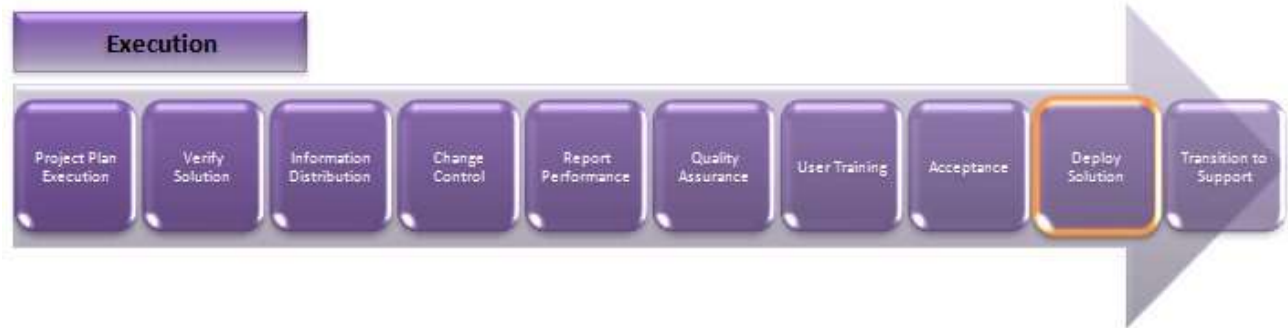 Execution
Project Plan
Execution
Verify
Solution
Information
Distribution
Change
Control
Report
Performance
Quality
Assurance
User Training
Acceptance
Deploy
Solution
Transition to
Support